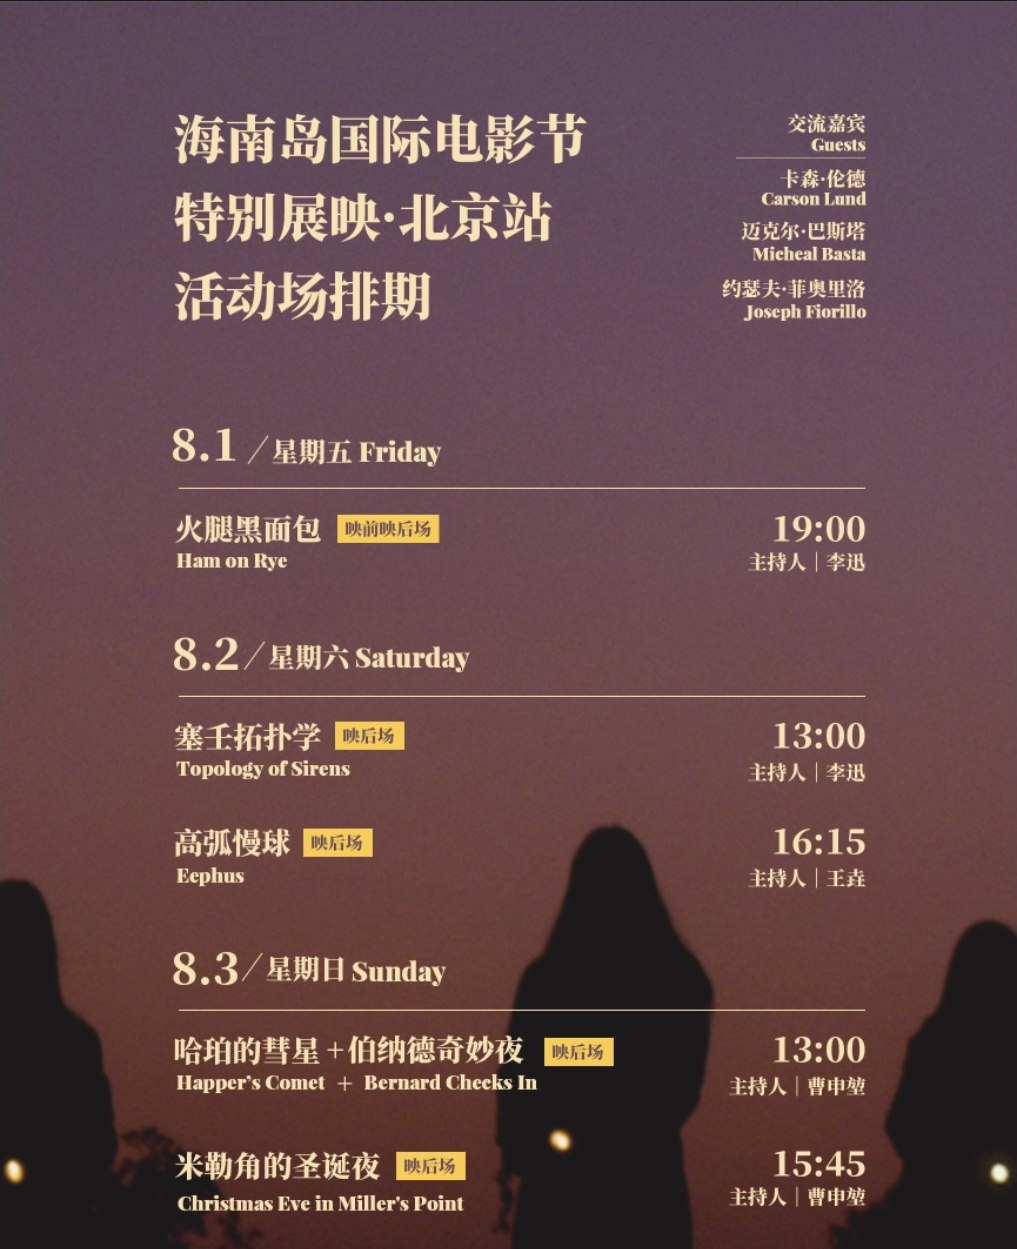 海南岛国际电影节
特别展映·北京站
活动场排期
交流嘉宾
Guests
卡森·伦德
Carson Lund
迈克尔·巴斯塔
Micheal Basta
约瑟夫·菲奥里洛
Joseph Fiorillo
8.1 / 星期五 Friday
火腿黑面包 映前映后场 19:00
Ham on Rye 主持人｜李迅
8.2 / 星期六 Saturday
塞壬拓扑学 映后场 13:00
Topology of Sirens 主持人｜李迅
高弧慢球 映后场 16:15
Eephus 主持人｜王垚
8.3 / 星期日 Sunday
哈珀的彗星＋伯纳德奇妙夜 映后场 13:00
Happer's Comet ＋ Bernard Checks In 主持人｜曹申堃
米勒角的圣诞夜 映后场 15:45
Christmas Eve in Miller's Point 主持人｜曹申堃